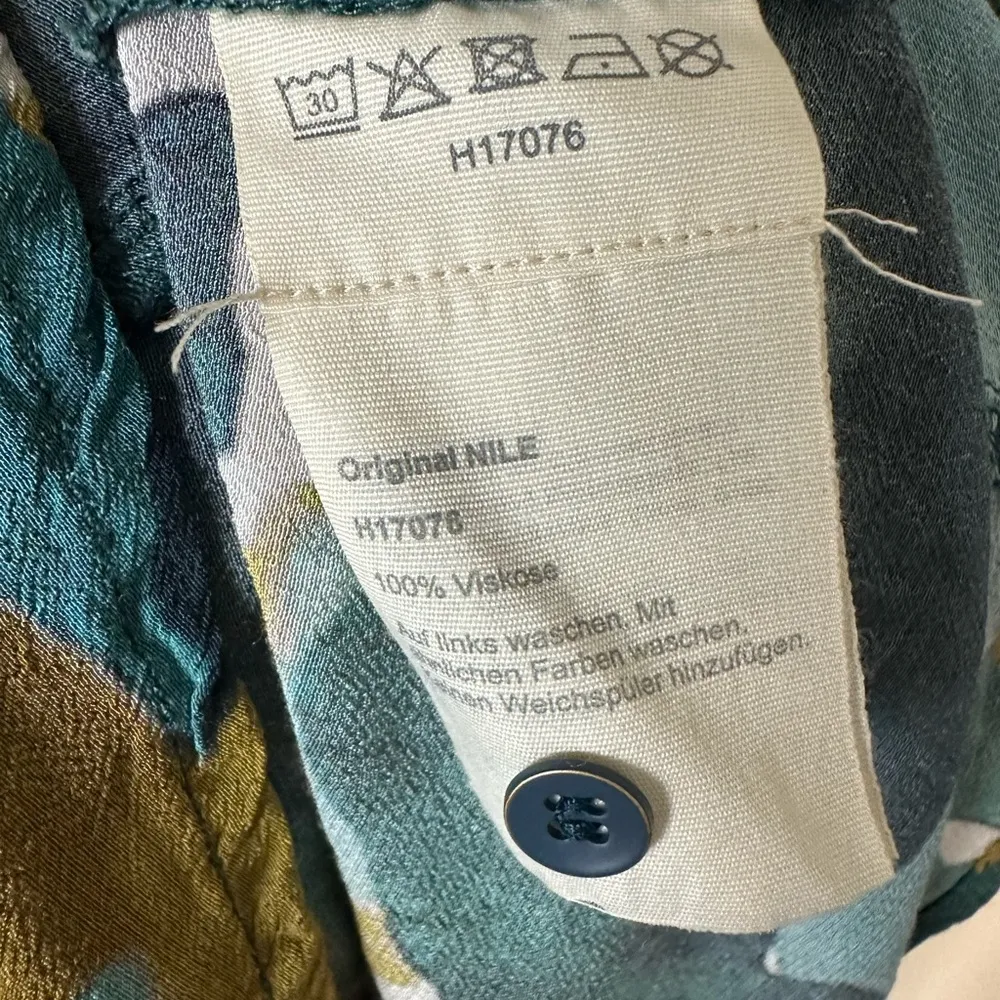 30
H17076
Original NILE
H17076
100% Viskose
Auf links waschen. Mit
Farben waschen.
Weichspüler hinzufügen.